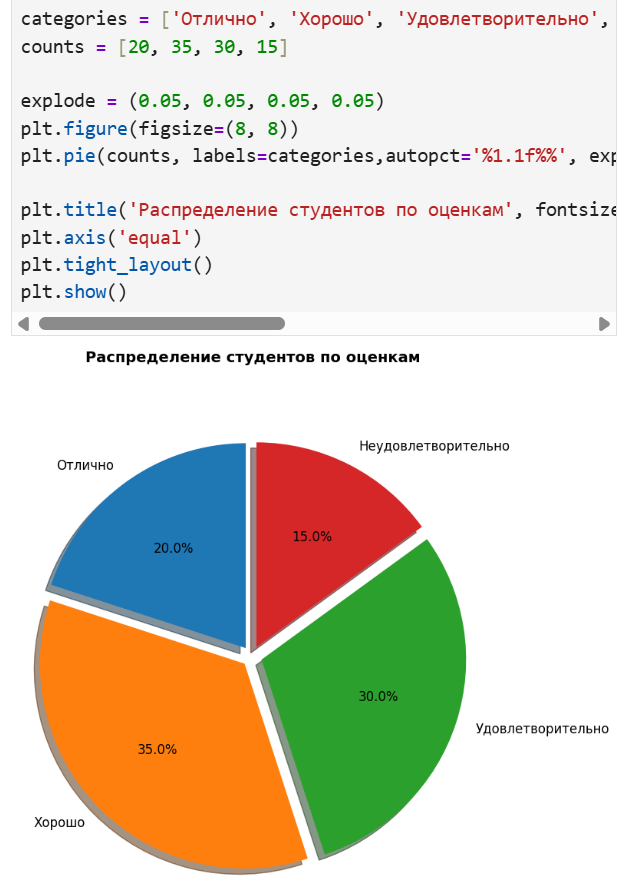 categories = ['Отлично', 'Хорошо', 'Удовлетворительно',
counts = [20, 35, 30, 15]
explode = (0.05, 0.05, 0.05, 0.05)
plt.figure(figsize=(8, 8))
plt.pie(counts, labels=categories,autopct='%1.1f%%', exp
plt.title('Распределение студентов по оценкам', fontsize
plt.axis('equal')
plt.tight_layout()
plt.show()
Распределение студентов по оценкам
Неудовлетворительно
Отлично
15.0%
20.0%
30.0%
Удовлетворительно
35.0%
Хорошо